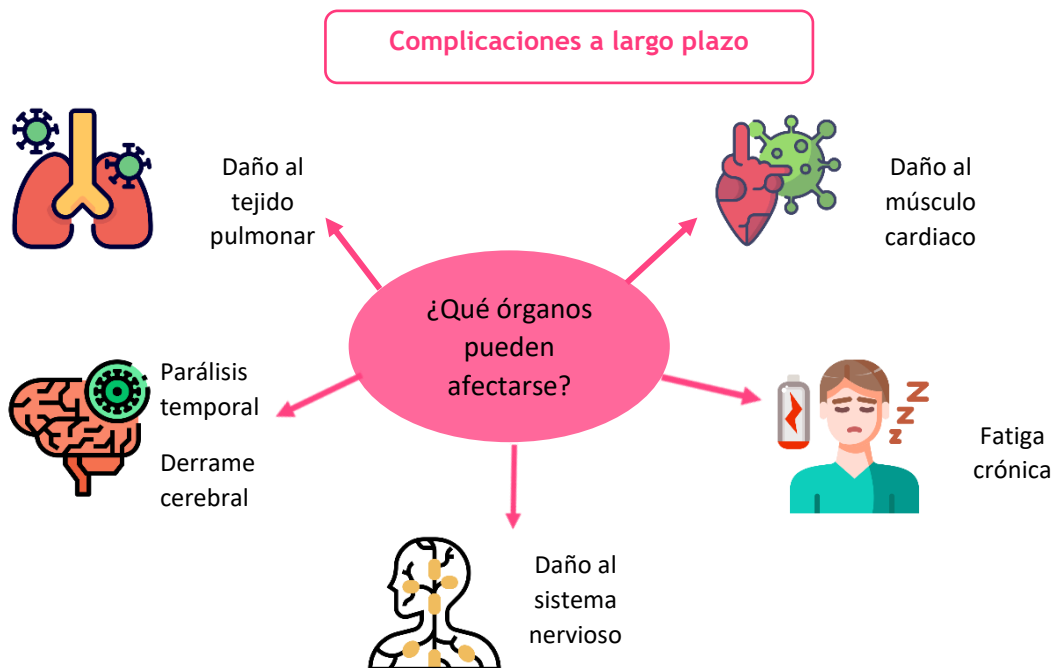 Complicaciones a largo plazo
Daño al
tejido
pulmonar
Daño al
músculo
cardiaco
¿Qué órganos
pueden
afectarse?
Parálisis
temporal
Derrame
cerebral
Fatiga
crónica
Daño al
sistema
nervioso